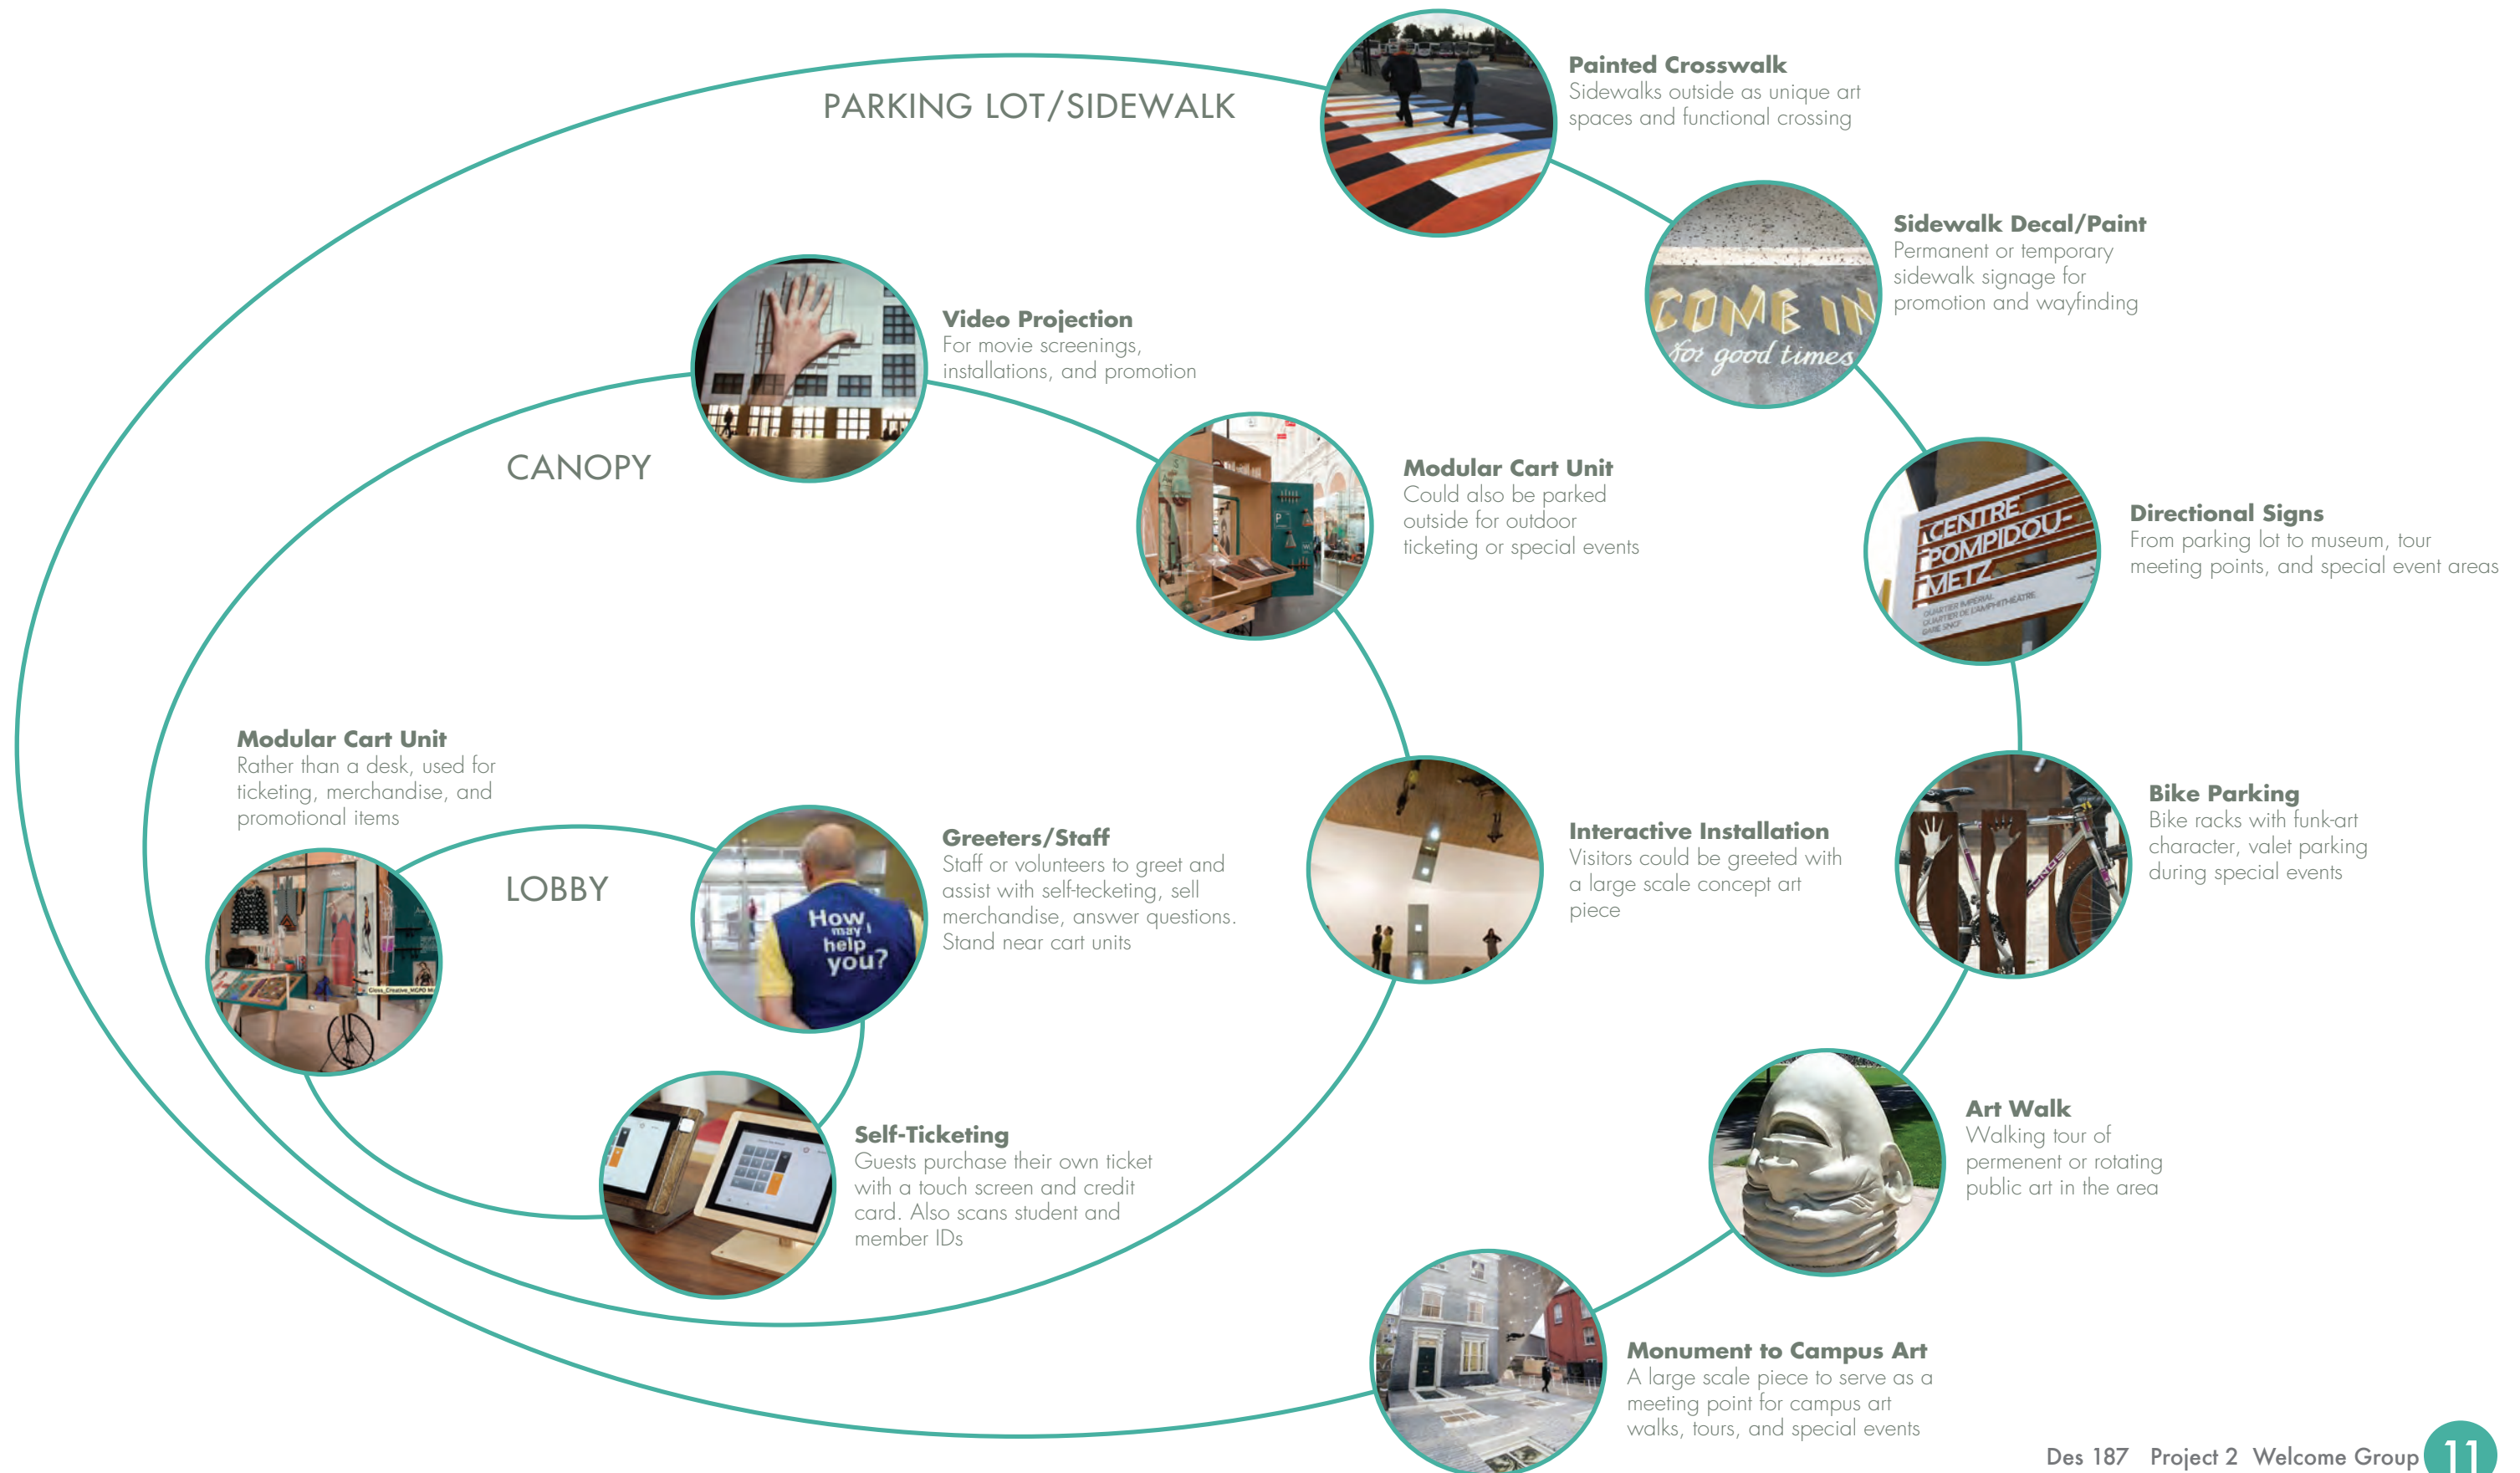 PARKING LOT/SIDEWALK
Painted Crosswalk
Sidewalks outside as unique art
spaces and functional crossing
Sidewalk Decal/Paint
Permanent or temporary
sidewalk signage for
promotion and wayfinding
COME IN
for good times
Directional Signs
From parking lot to museum, tour
meeting points, and special event areas
CENTRE
POMPIDOU-
METZ
QUARTIER IMPÉRIAL
QUARTIER DE L'AMPHITHÉÂTRE
GARE SNCF
Bike Parking
Bike racks with funk-art
character, valet parking
during special events
Art Walk
Walking tour of
permenent or rotating
public art in the area
Monument to Campus Art
A large scale piece to serve as a
meeting point for campus art
walks, tours, and special events
CANOPY
Video Projection
For movie screenings,
installations, and promotion
Modular Cart Unit
Could also be parked
outside for outdoor
ticketing or special events
P
Interactive Installation
Visitors could be greeted with
a large scale concept art
piece
LOBBY
Modular Cart Unit
Rather than a desk, used for
ticketing, merchandise, and
promotional items
Greeters/Staff
Staff or volunteers to greet and
assist with self-tecketing, sell
merchandise, answer questions.
Stand near cart units
How
may I
help
you?
Self-Ticketing
Guests purchase their own ticket
with a touch screen and credit
card. Also scans student and
member IDs
Des 187 Project 2 Welcome Group 11